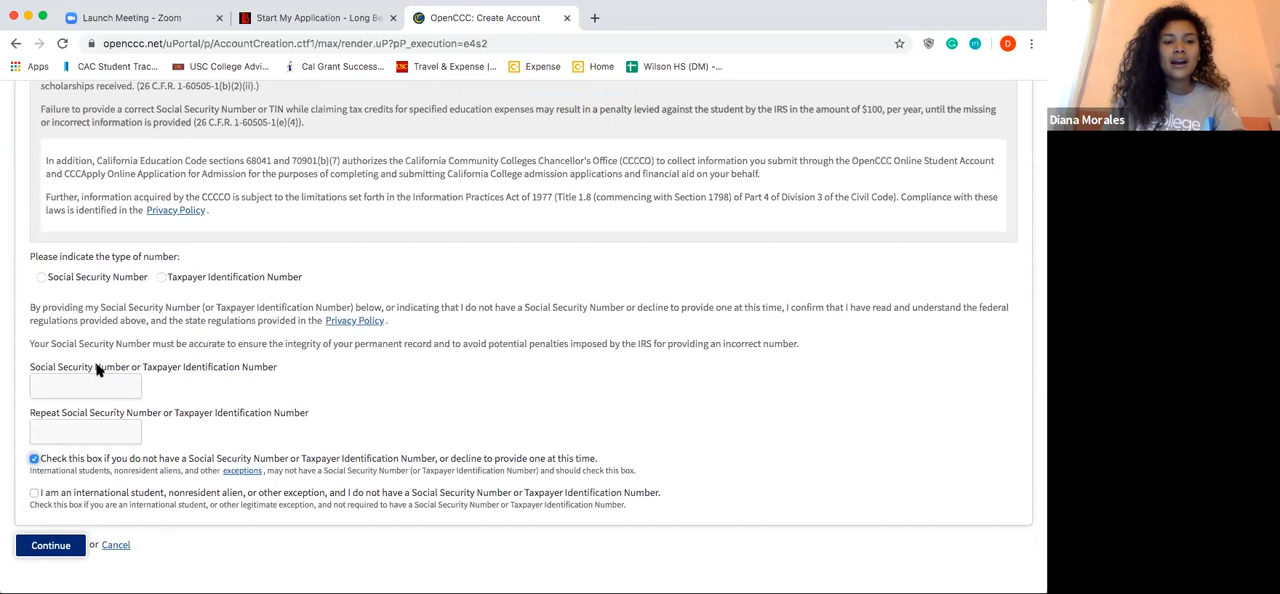 Launch Meeting - Zoom
Start My Application - Long Be
OpenCCC: Create Account
openccc.net/uPortal/p/AccountCreation.ctf1/max/render.uP?pP_execution=e4s2
D
Apps CAC Student Trac... USC College Advi... Cal Grant Success... Travel & Expense |... Expense Home Wilson HS (DM) -...
scholarships received. (26 C.F.R. 1-60505-1(b)(2)(ii).)
Failure to provide a correct Social Security Number or TIN while claiming tax credits for specified education expenses may result in a penalty levied against the student by the IRS in the amount of $100, per year, until the missing
or incorrect information is provided (26 C.F.R. 1-60505-1(e)(4)).
In addition, California Education Code sections 68041 and 70901(b)(7) authorizes the California Community Colleges Chancellor's Office (CCCCO) to collect information you submit through the OpenCCC Online Student Account
and CCCApply Online Application for Admission for the purposes of completing and submitting California College admission applications and financial aid on your behalf.
Further, information acquired by the CCCCO is subject to the limitations set forth in the Information Practices Act of 1977 (Title 1.8 (commencing with Section 1798) of Part 4 of Division 3 of the Civil Code). Compliance with these
laws is identified in the Privacy Policy .
Please indicate the type of number:
Social Security Number Taxpayer Identification Number
By providing my Social Security Number (or Taxpayer Identification Number) below, or indicating that I do not have a Social Security Number or decline to provide one at this time, I confirm that I have read and understand the federal
regulations provided above, and the state regulations provided in the Privacy Policy .
Your Social Security Number must be accurate to ensure the integrity of your permanent record and to avoid potential penalties imposed by the IRS for providing an incorrect number.
Social Security Number or Taxpayer Identification Number
Repeat Social Security Number or Taxpayer Identification Number
Check this box if you do not have a Social Security Number or Taxpayer Identification Number, or decline to provide one at this time.
International students, nonresident aliens, and other exceptions , may not have a Social Security Number (or Taxpayer Identification Number) and should check this box.
I am an international student, nonresident alien, or other exception, and I do not have a Social Security Number or Taxpayer Identification Number.
Check this box if you are an international student, or other legitimate exception, and not required to have a Social Security Number or Taxpayer Identification Number.
Continue or Cancel
Diana Morales